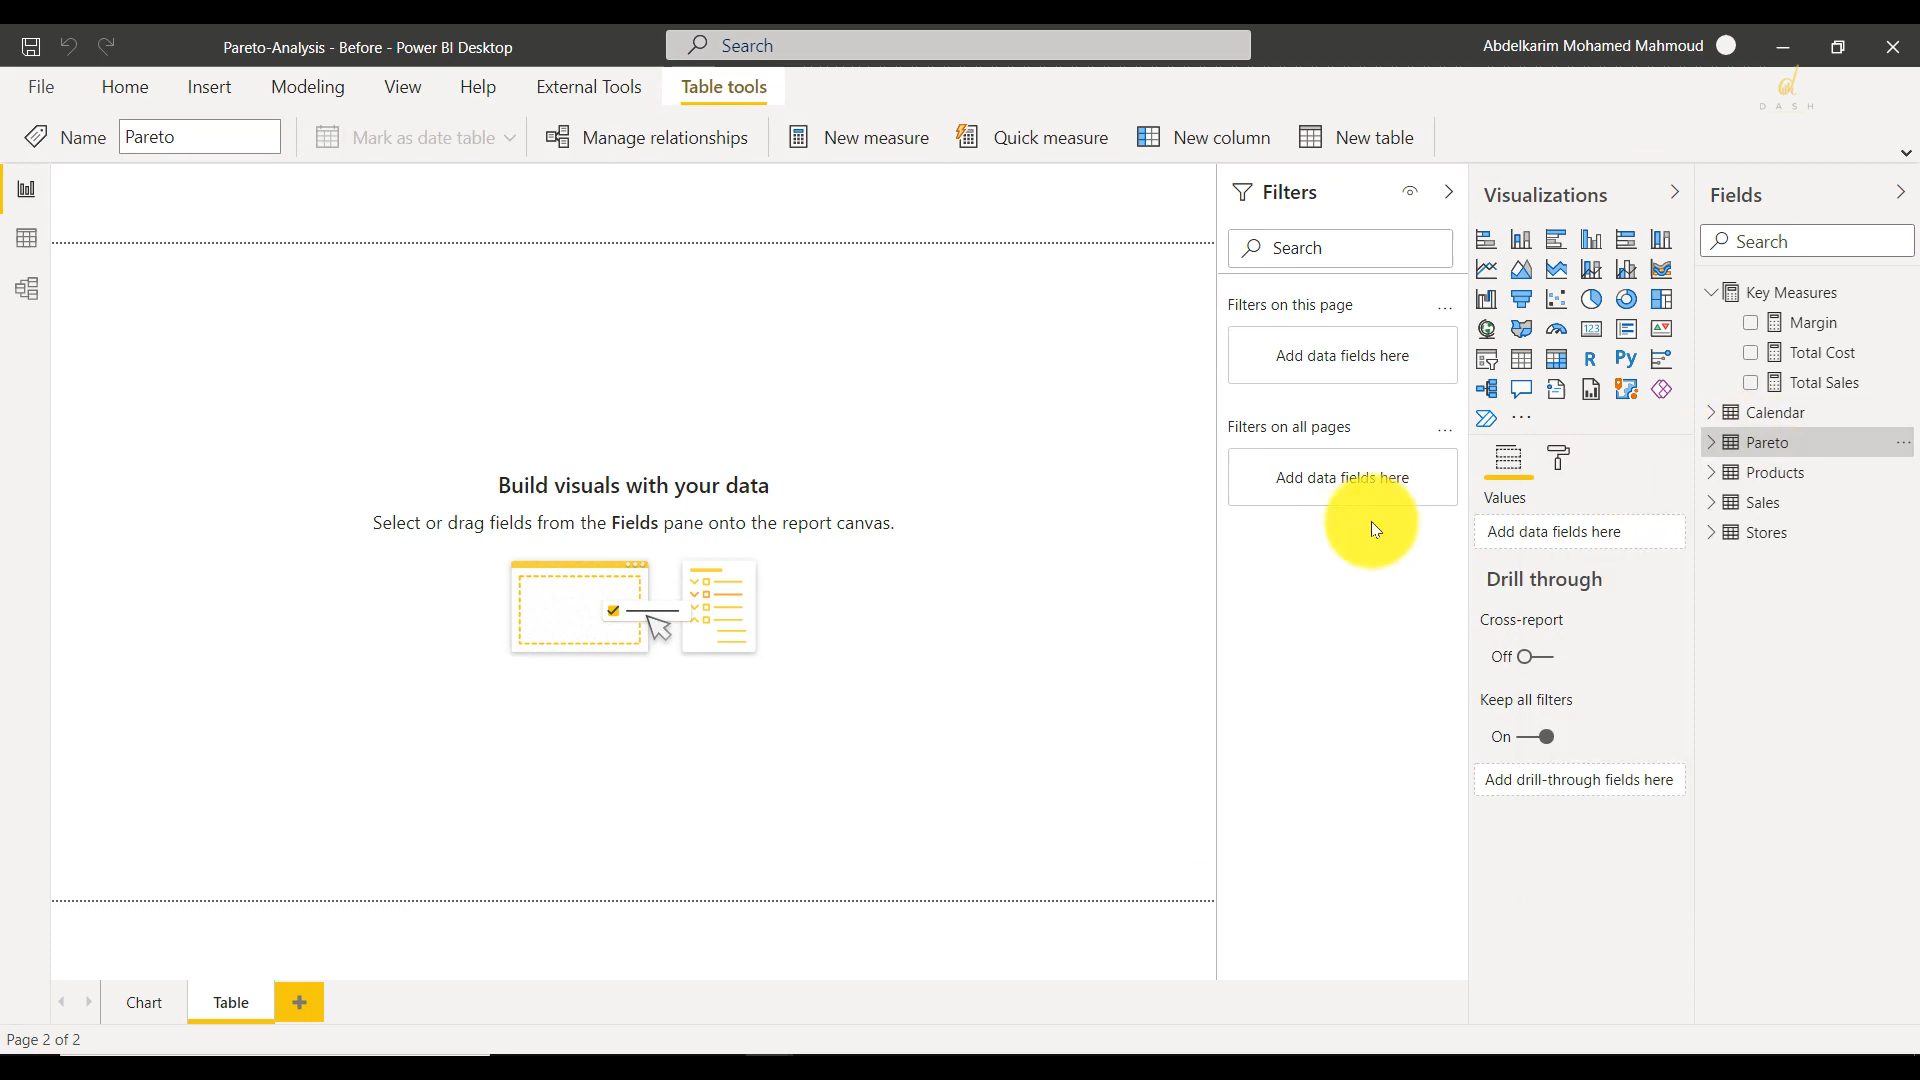 Pareto-Analysis - Before - Power BI Desktop
Search
Abdelkarim Mohamed Mahmoud
File
Home
Insert
Modeling
View
Help
External Tools
Table tools
DASH
Name
Pareto
Mark as date table
Manage relationships
New measure
Quick measure
New column
New table
Build visuals with your data
Select or drag fields from the Fields pane onto the report canvas.
Filters
Search
Filters on this page
...
Add data fields here
Filters on all pages
...
Add data fields here
Visualizations
123
R
Py
...
Values
Add data fields here
Drill through
Cross-report
Off
Keep all filters
On
Add drill-through fields here
Fields
Search
Key Measures
Margin
Total Cost
Total Sales
Calendar
Pareto
...
Products
Sales
Stores
Chart
Table
Page 2 of 2